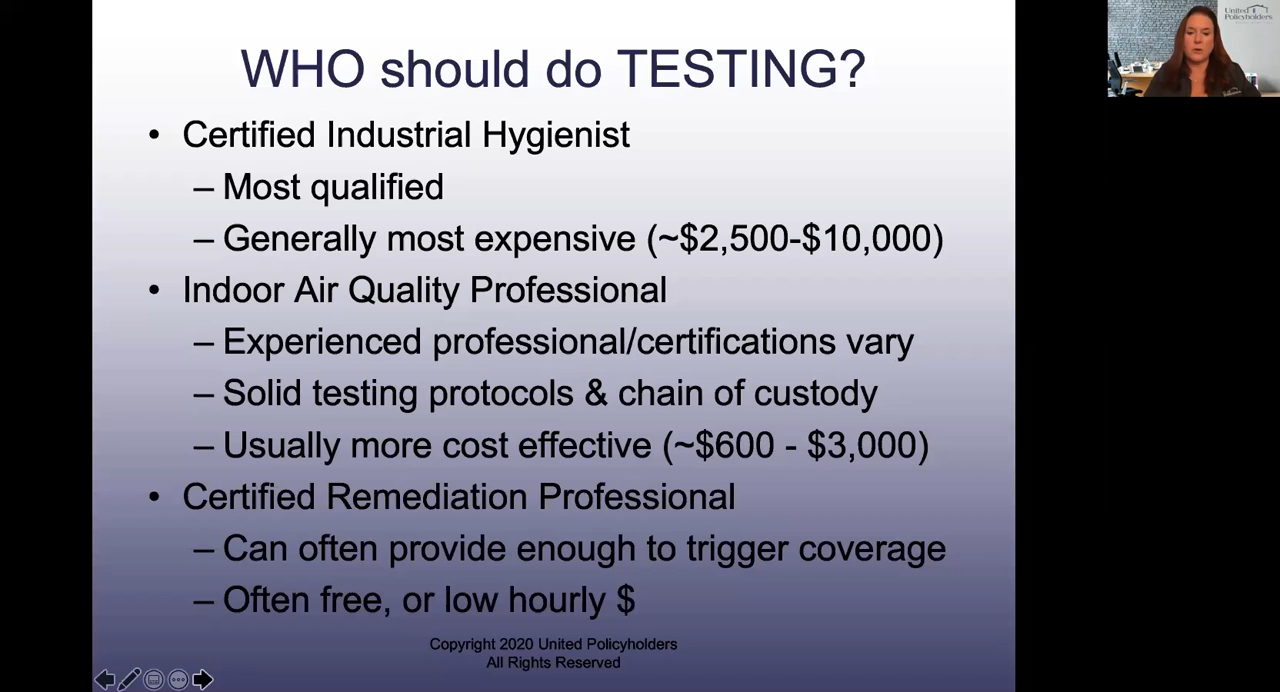 WHO should do TESTING?
• Certified Industrial Hygienist
– Most qualified
– Generally most expensive (~$2,500-$10,000)
• Indoor Air Quality Professional
– Experienced professional/certifications vary
– Solid testing protocols & chain of custody
– Usually more cost effective (~$600 - $3,000)
• Certified Remediation Professional
– Can often provide enough to trigger coverage
– Often free, or low hourly $
Copyright 2020 United Policyholders
All Rights Reserved
United
Policyholders